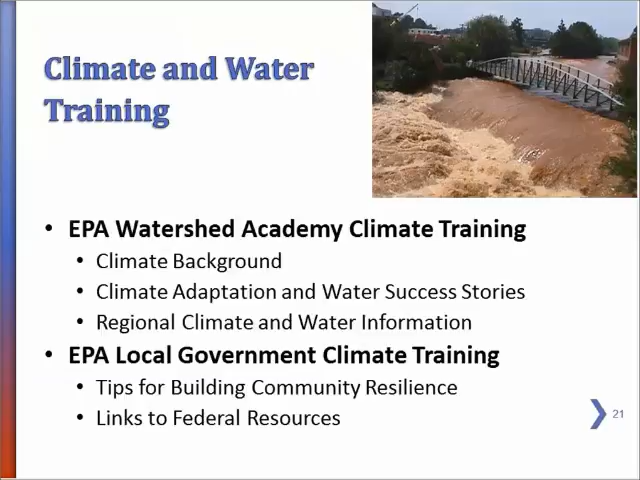 Climate and Water
Training
• EPA Watershed Academy Climate Training
• Climate Background
• Climate Adaptation and Water Success Stories
• Regional Climate and Water Information
• EPA Local Government Climate Training
• Tips for Building Community Resilience
• Links to Federal Resources
21